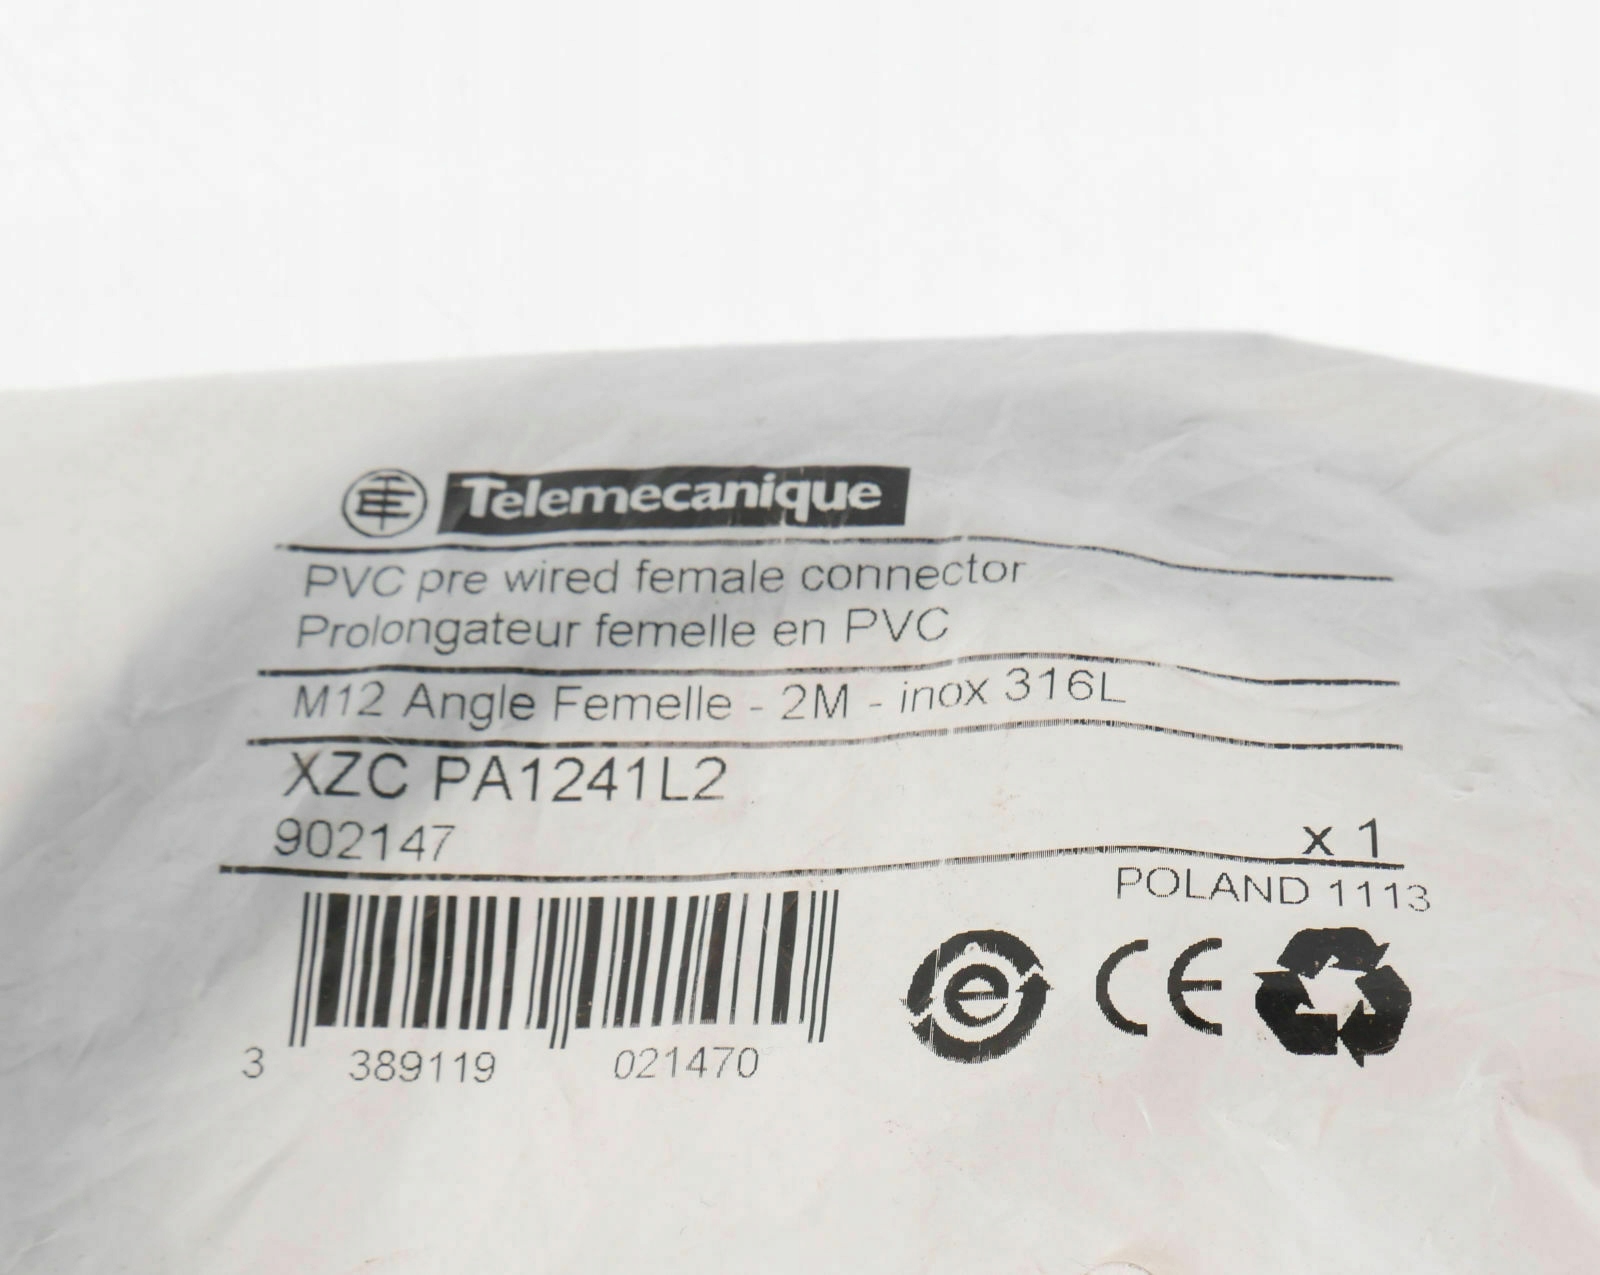 Telemecanique
PVC pre wired female connector
Prolongateur femelle en PVC
M12 Angle Femelle - 2M - inox 316L
XZC PA1241L2
902147
x 1
POLAND 1113
e CE
3 389119 021470